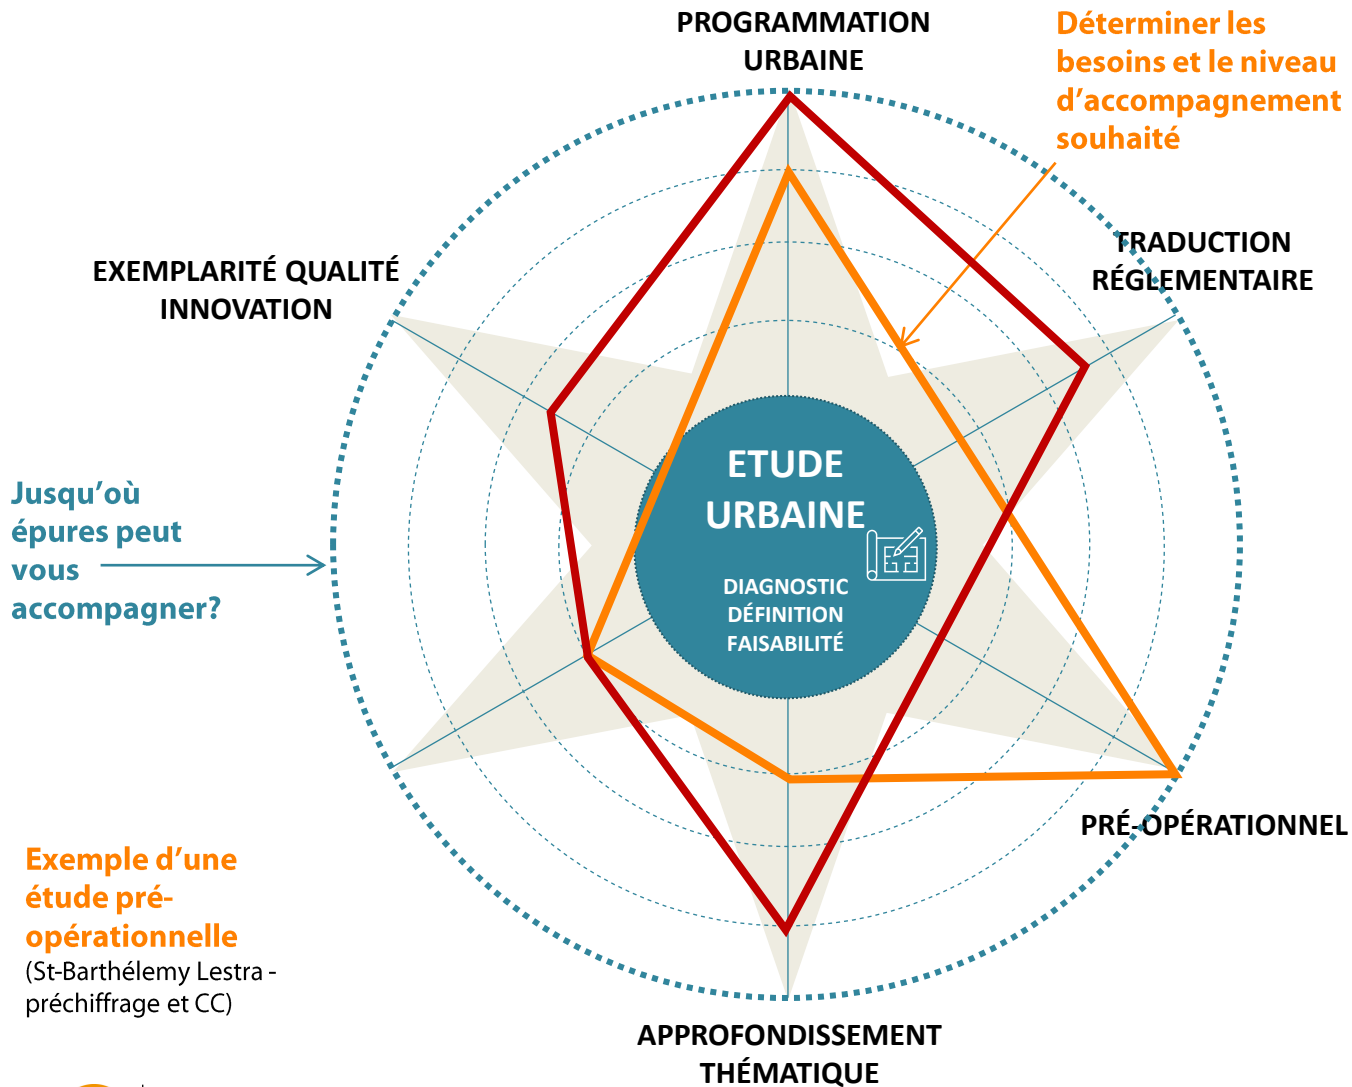 PROGRAMMATION
URBAINE
Déterminer les
besoins et le niveau
d’accompagnement
souhaité
TRADUCTION
RÉGLEMENTAIRE
EXEMPLARITÉ QUALITÉ
INNOVATION
ETUDE
URBAINE
DIAGNOSTIC
DÉFINITION
FAISABILITÉ
Jusqu’où
épures peut
vous
accompagner?
PRÉ-OPÉRATIONNEL
Exemple d’une
étude pré-
opérationnelle
(St-Barthélemy Lestra -
préchiffrage et CC)
APPROFONDISSEMENT
THÉMATIQUE